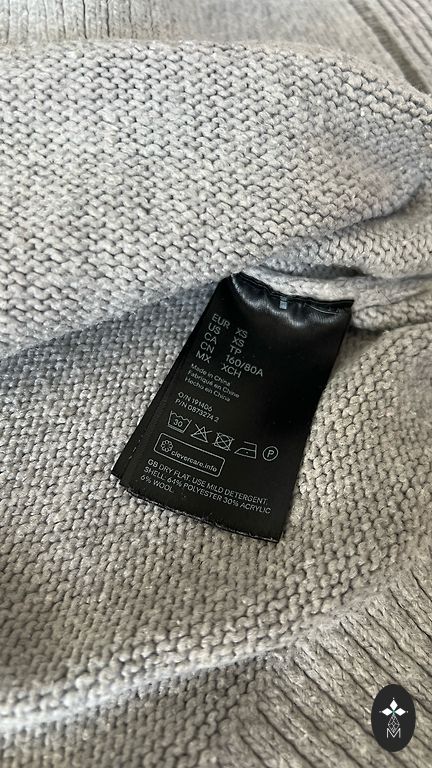 EUR XS
US XS
CA TP
CN 160/80A
MX XCH
Made in China
Fabriqué en Chine
Hecho en China
O/N 191406
P/N 0873274 2
30
P
clevercare.info
GB DRY FLAT. USE MILD DETERGENT.
SHELL: 64% POLYESTER 30% ACRYLIC
6% WOOL
M